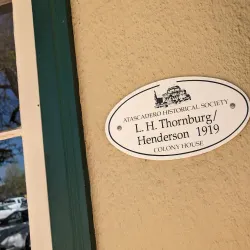 ATASCADERO HISTORICAL SOCIETY
L. H. Thornburg/
Henderson 1919
COLONY HOUSE